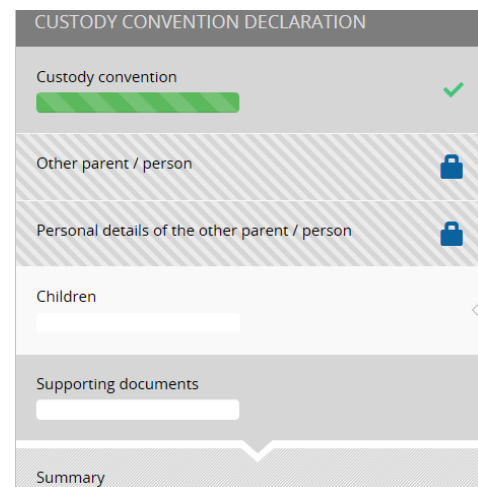 CUSTODY CONVENTION DECLARATION
Custody convention
Other parent / person
Personal details of the other parent / person
Children
Supporting documents
Summary